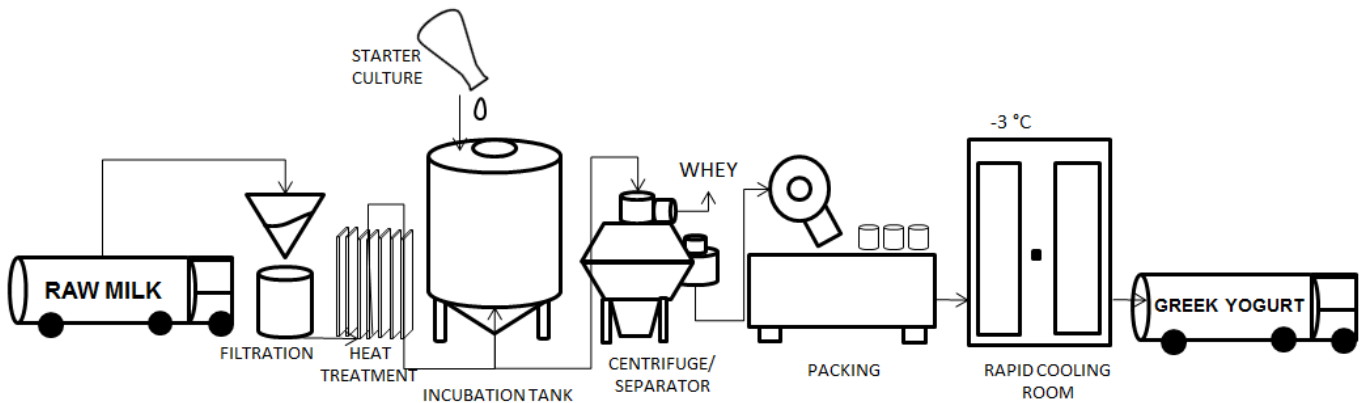 STARTER
CULTURE
-3 °C
WHEY
RAW MILK
GREEK YOGURT
FILTRATION
HEAT
TREATMENT
INCUBATION TANK
CENTRIFUGE/
SEPARATOR
PACKING
RAPID COOLING
ROOM